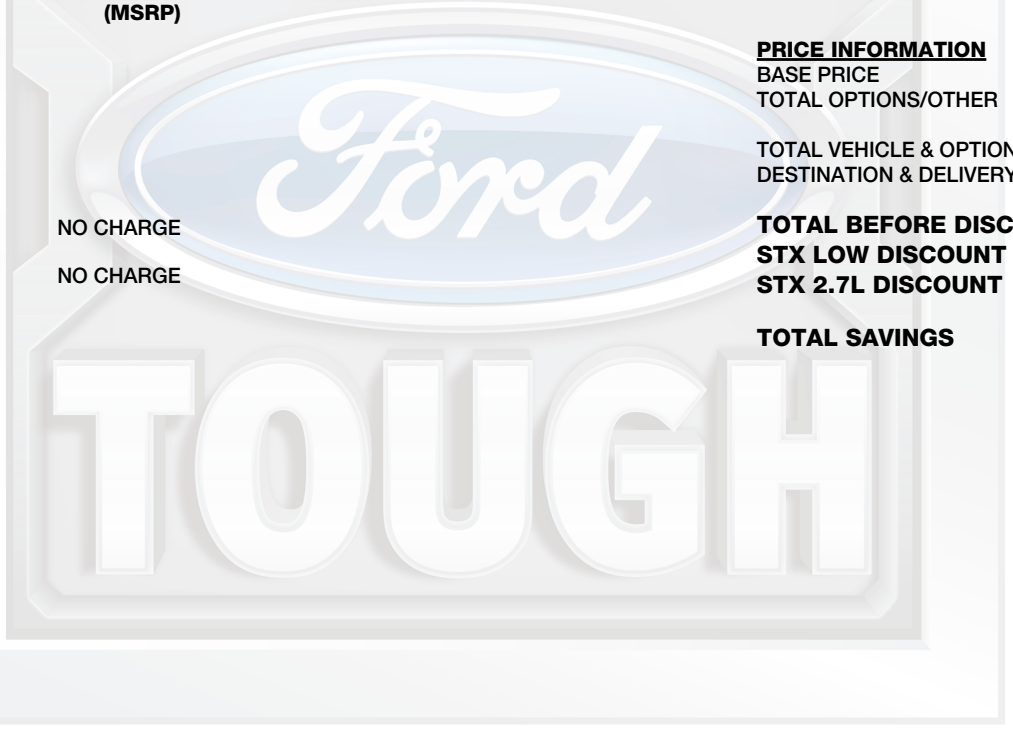 (MSRP)
PRICE INFORMATION
BASE PRICE
TOTAL OPTIONS/OTHER
TOTAL VEHICLE & OPTION
DESTINATION & DELIVERY
NO CHARGE
TOTAL BEFORE DISC
STX LOW DISCOUNT
NO CHARGE
STX 2.7L DISCOUNT
TOTAL SAVINGS
Ford
TOUGH